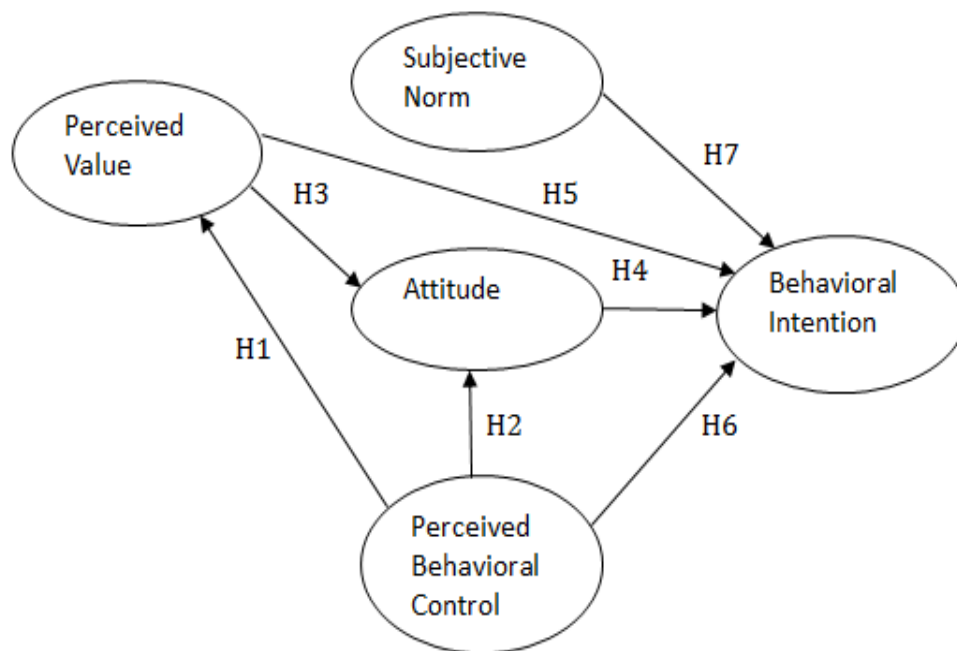 Subjective
Norm
Perceived
Value
H7
H3
H5
Attitude
H4
Behavioral
Intention
H1
H2
H6
Perceived
Behavioral
Control